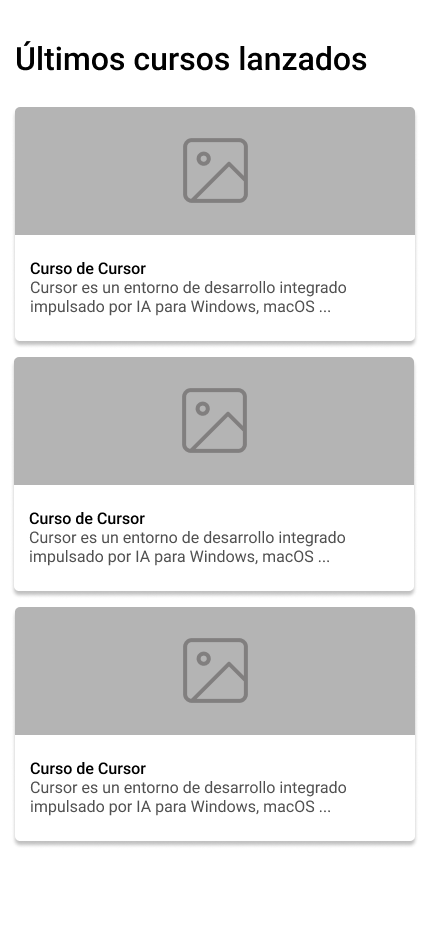 Últimos cursos lanzados
Curso de Cursor
Cursor es un entorno de desarrollo integrado
impulsado por IA para Windows, macOS ...
Curso de Cursor
Cursor es un entorno de desarrollo integrado
impulsado por IA para Windows, macOS ...
Curso de Cursor
Cursor es un entorno de desarrollo integrado
impulsado por IA para Windows, macOS ...